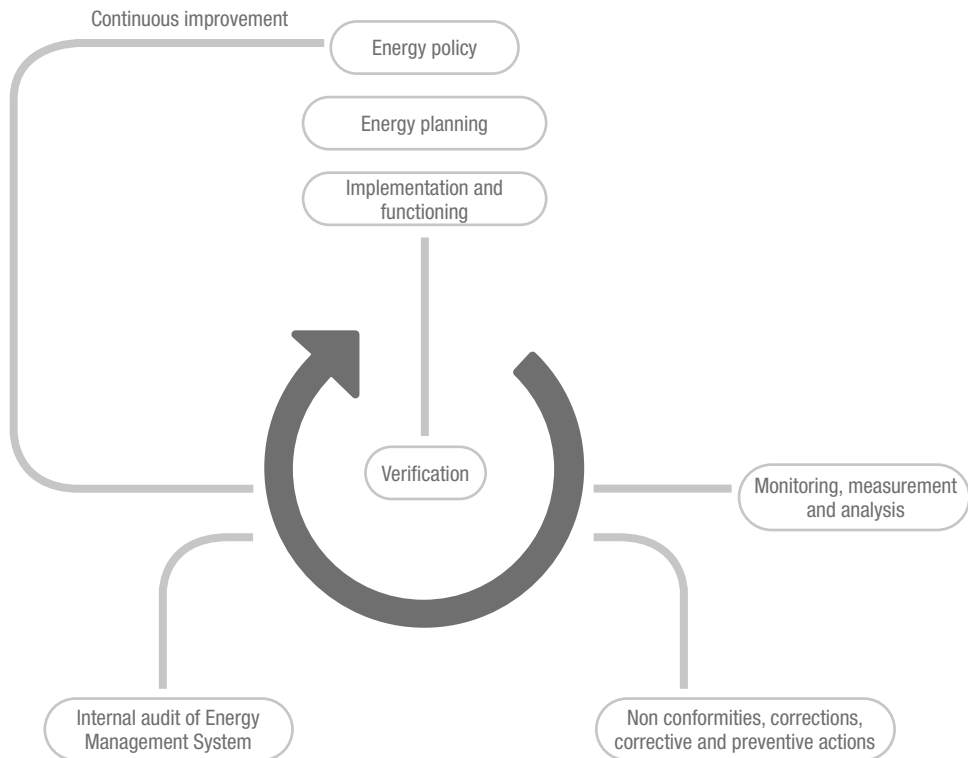 Continuous improvement
Energy policy
Energy planning
Implementation and
functioning
Verification
Monitoring, measurement
and analysis
Internal audit of Energy
Management System
Non conformities, corrections,
corrective and preventive actions